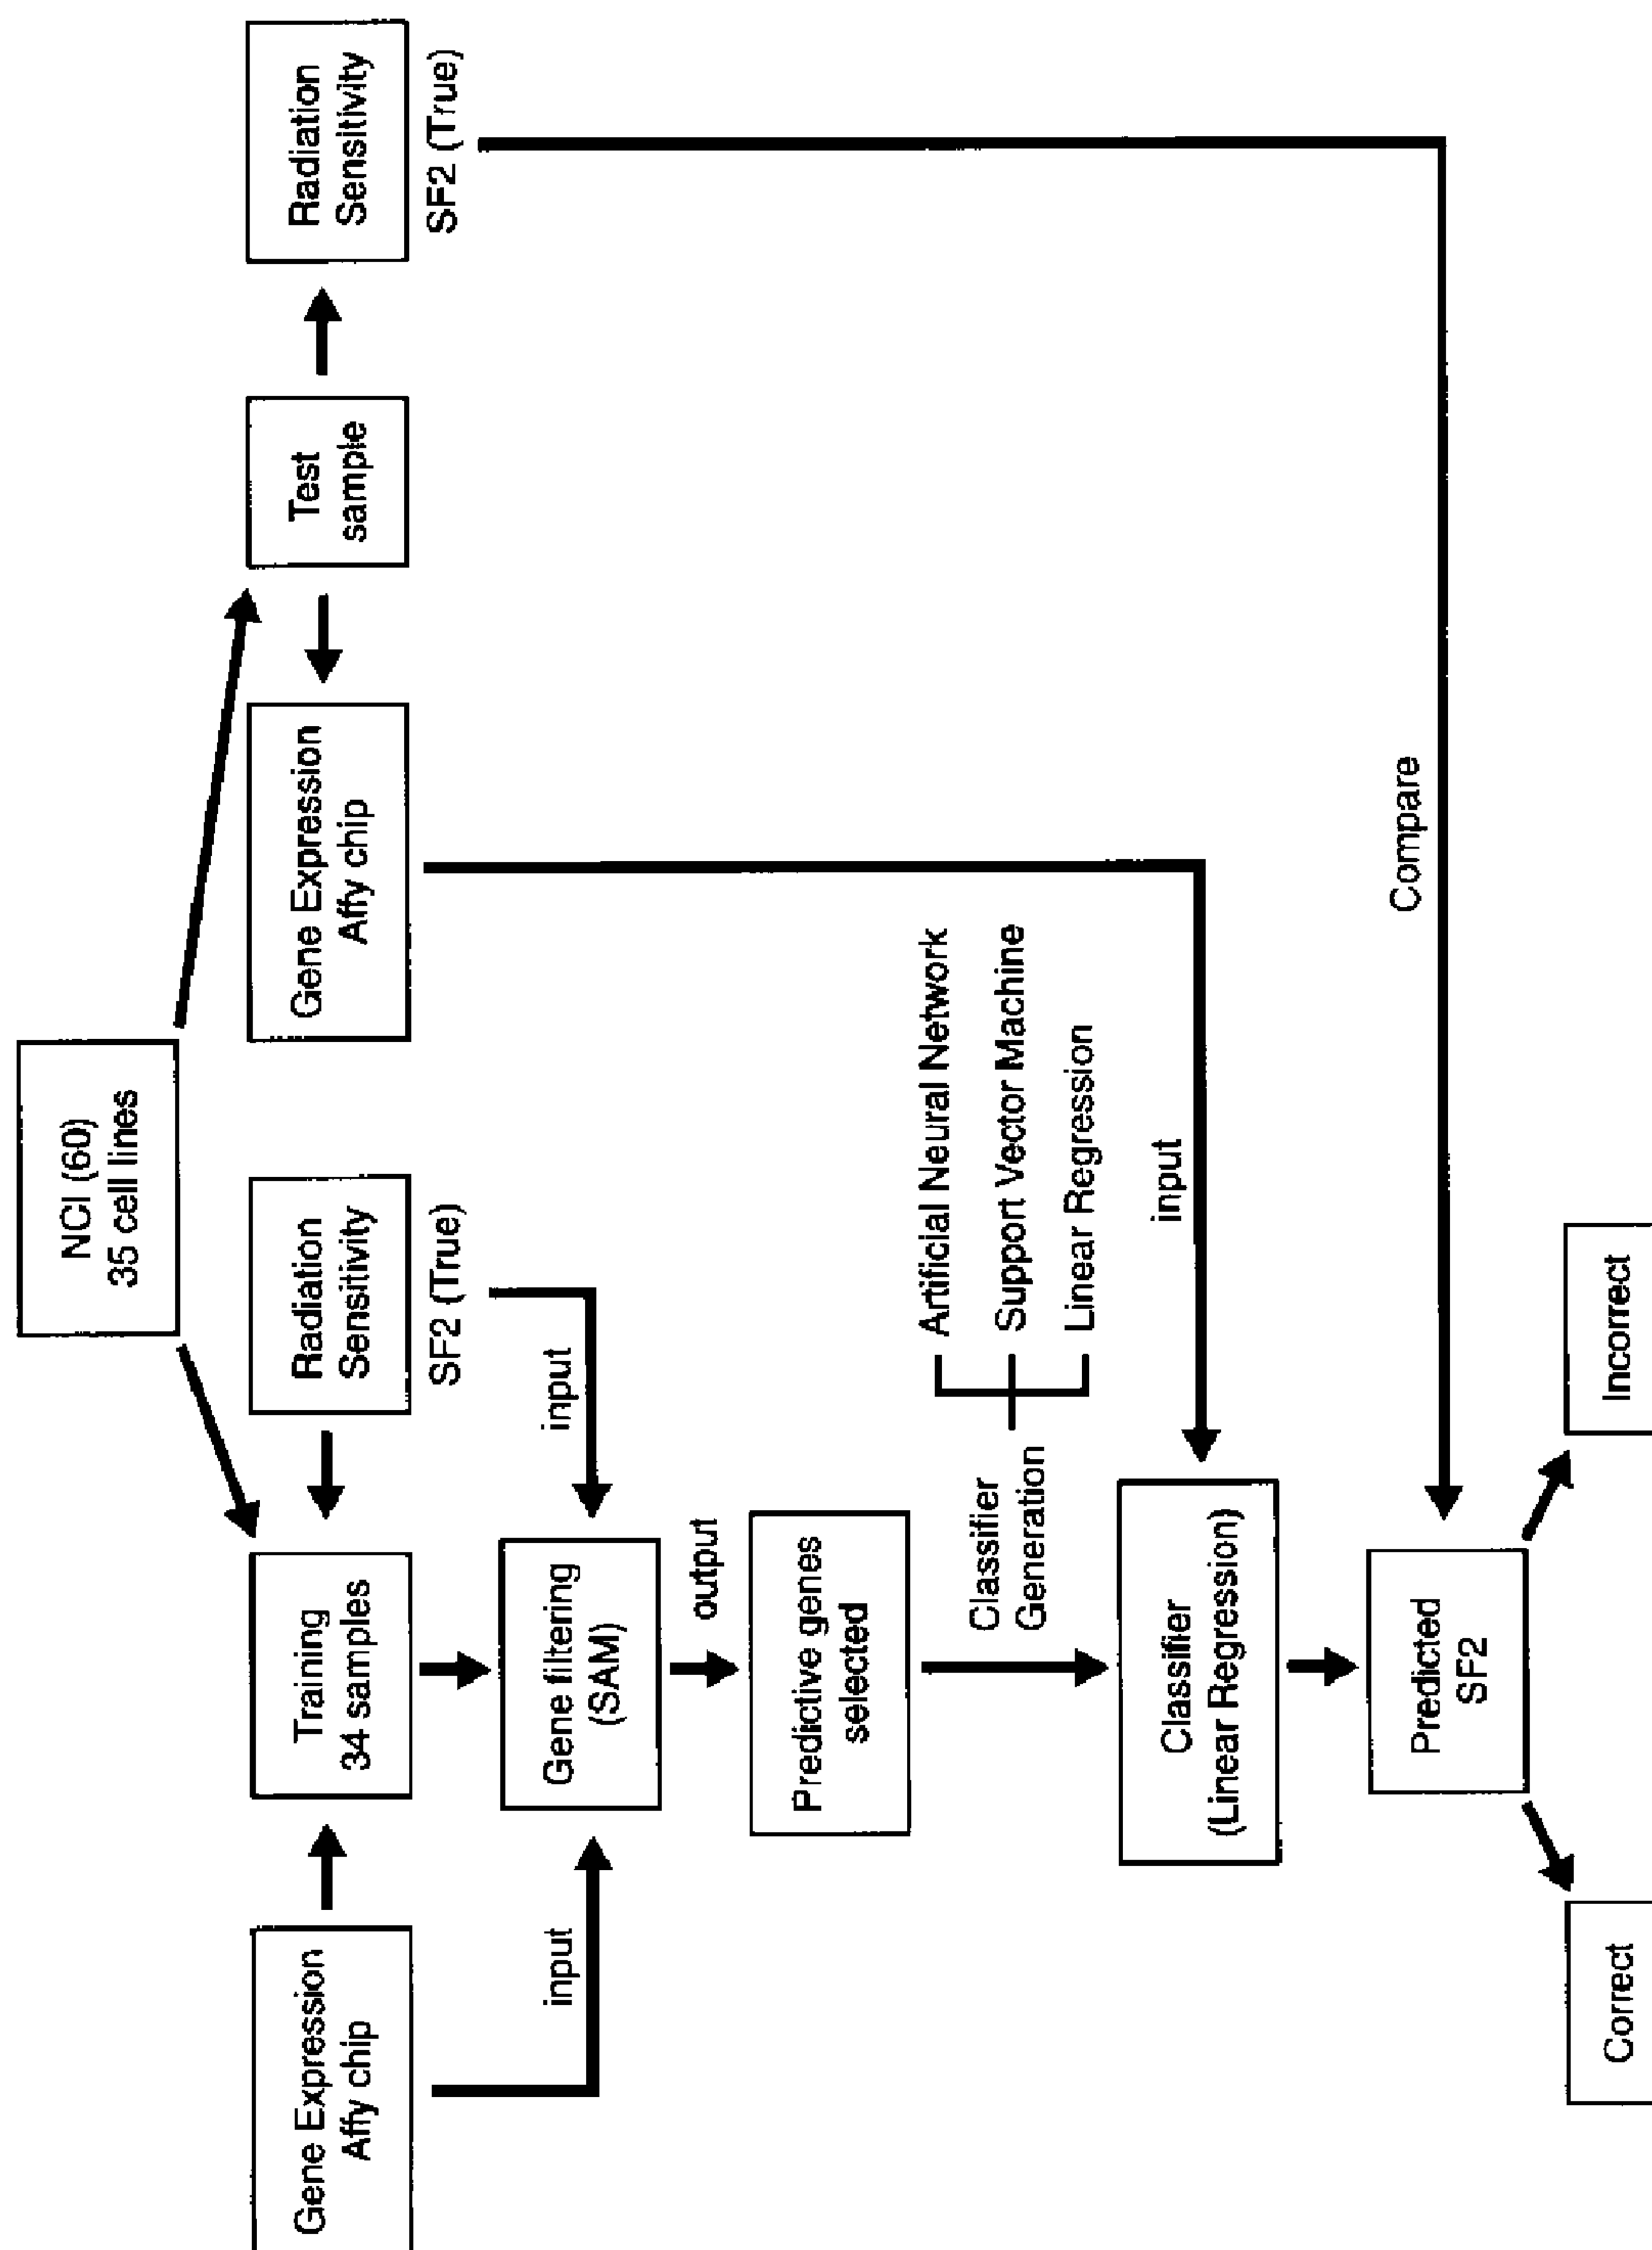 NCI (60)
35 cell lines
Gene Expression
Affy chip
Training
34 samples
Radiation
Sensitivity
SF2 (True)
Gene Expression
Affy chip
Test
sample
Radiation
Sensitivity
SF2 (True)
input
input
Gene filtering
(SAM)
output
Predictive genes
selected
Classifier
Generation
Artificial Neural Network
Support Vector Machine
Linear Regression
input
Classifier
(Linear Regression)
Compare
Predicted
SF2
Correct
Incorrect